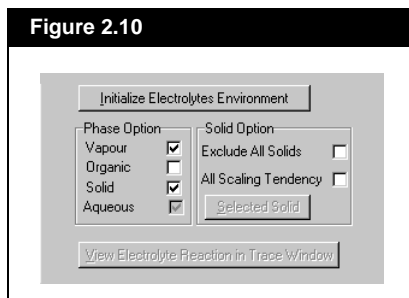 Figure 2.10
Initialize Electrolytes Environment
Phase Option
Vapour
Organic
Solid
Aqueous
Solid Option
Exclude All Solids
All Scaling Tendency
Selected Solid
View Electrolyte Reaction in Trace Window